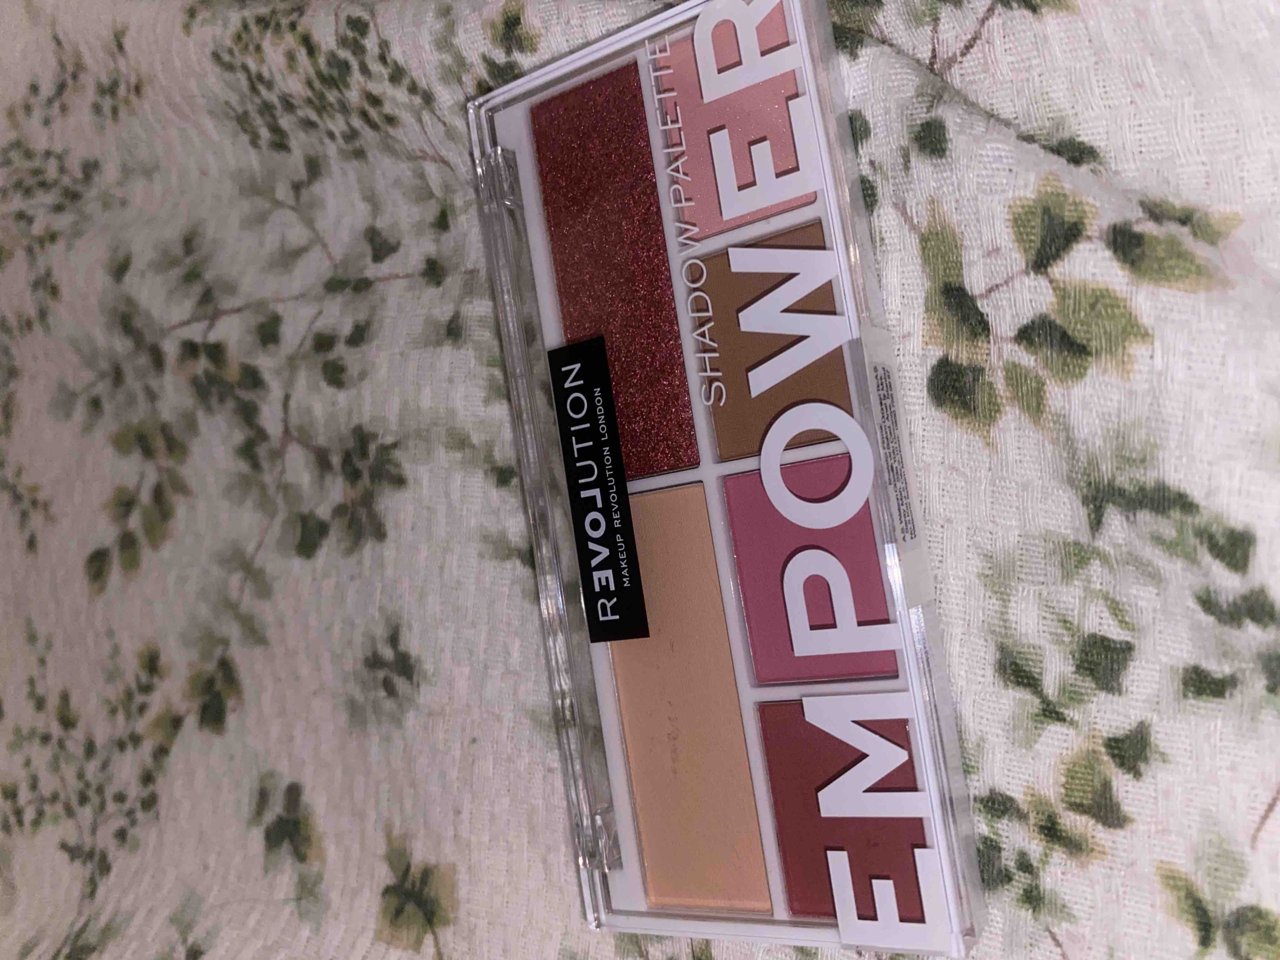 REVOLUTION
MAKEUP REVOLUTION LONDON
SHADOW PALETTE
EMPOWER